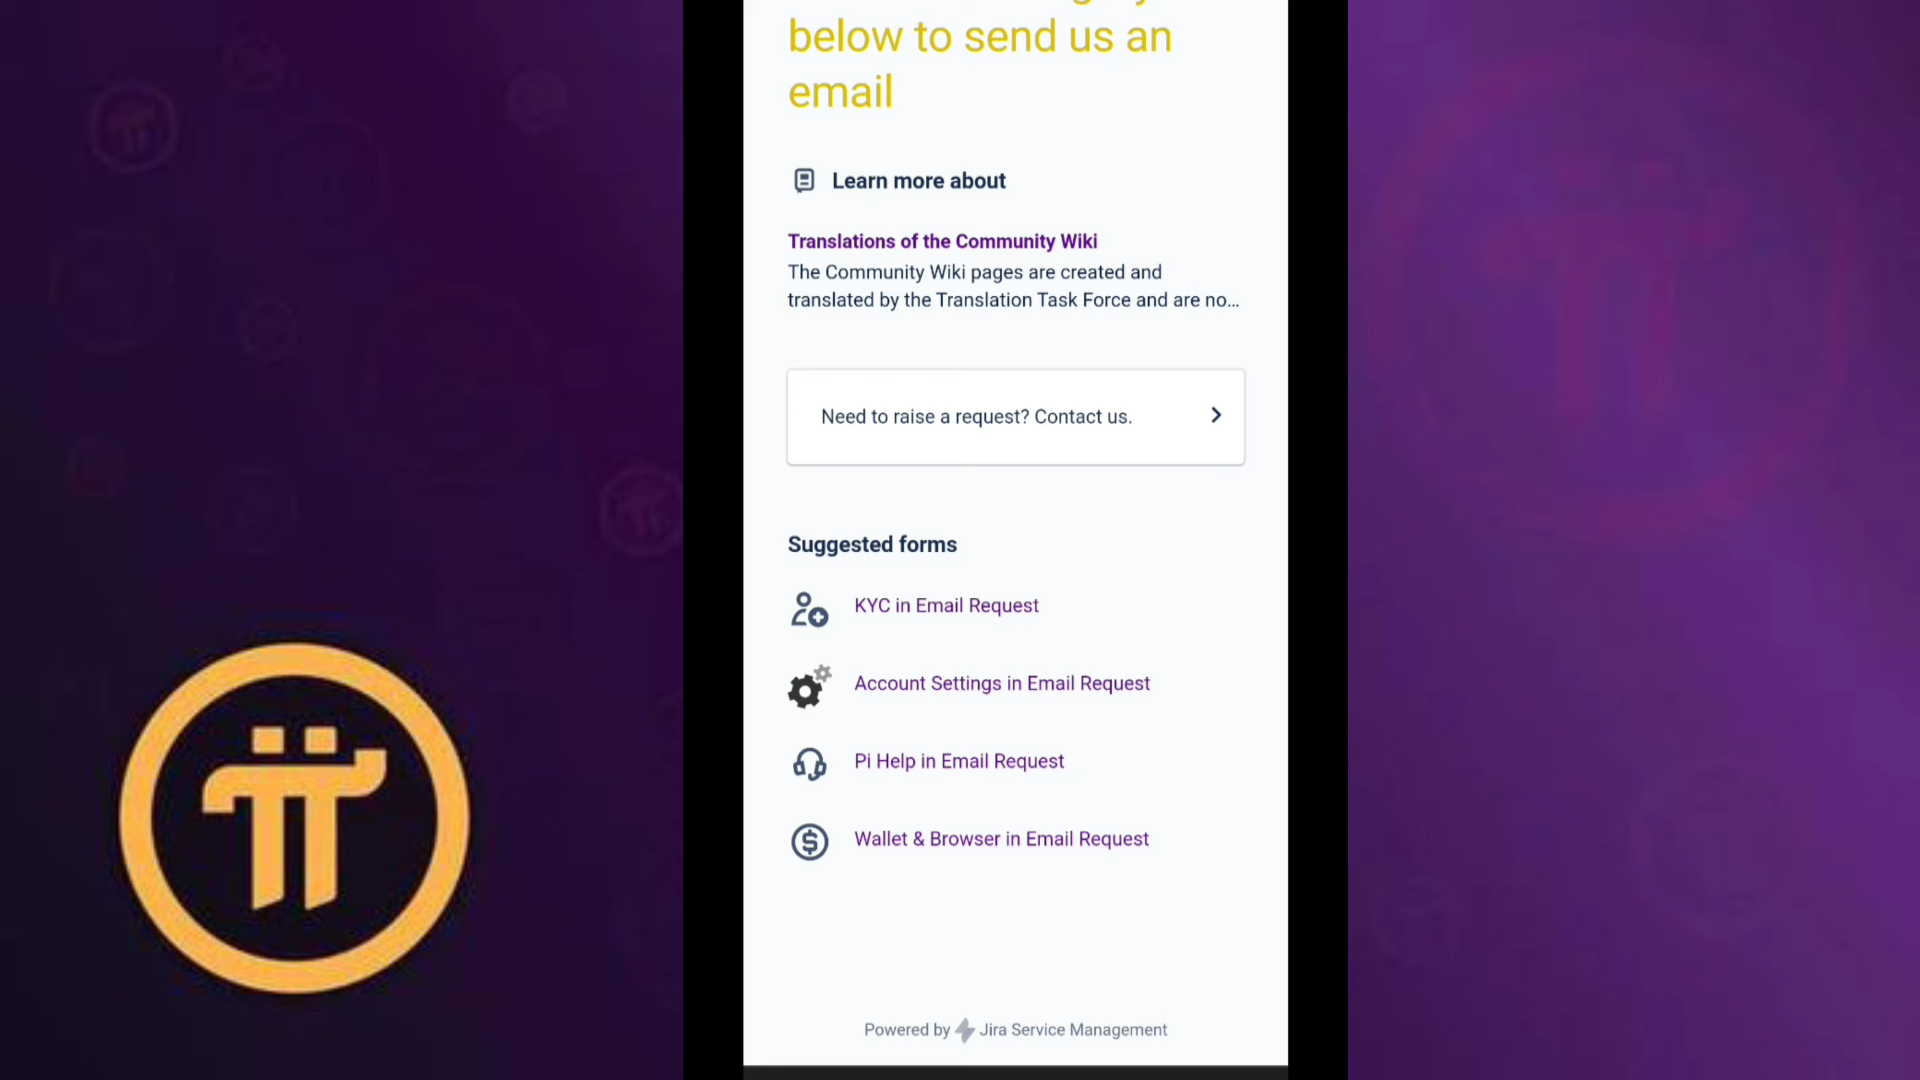 below to send us an
email
Learn more about
Translations of the Community Wiki
The Community Wiki pages are created and
translated by the Translation Task Force and are no...
Need to raise a request? Contact us.
Suggested forms
KYC in Email Request
Account Settings in Email Request
Pi Help in Email Request
Wallet & Browser in Email Request
Powered by Jira Service Management